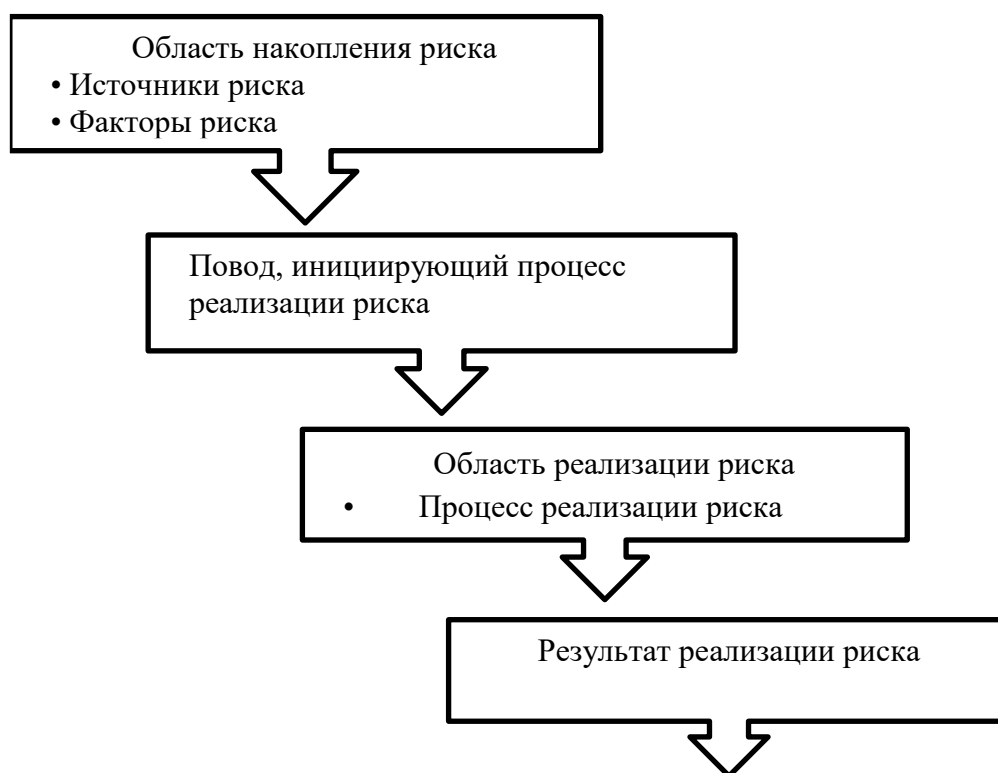 Область накопления риска
• Источники риска
• Факторы риска
Повод, инициирующий процесс
реализации риска
Область реализации риска
• Процесс реализации риска
Результат реализации риска